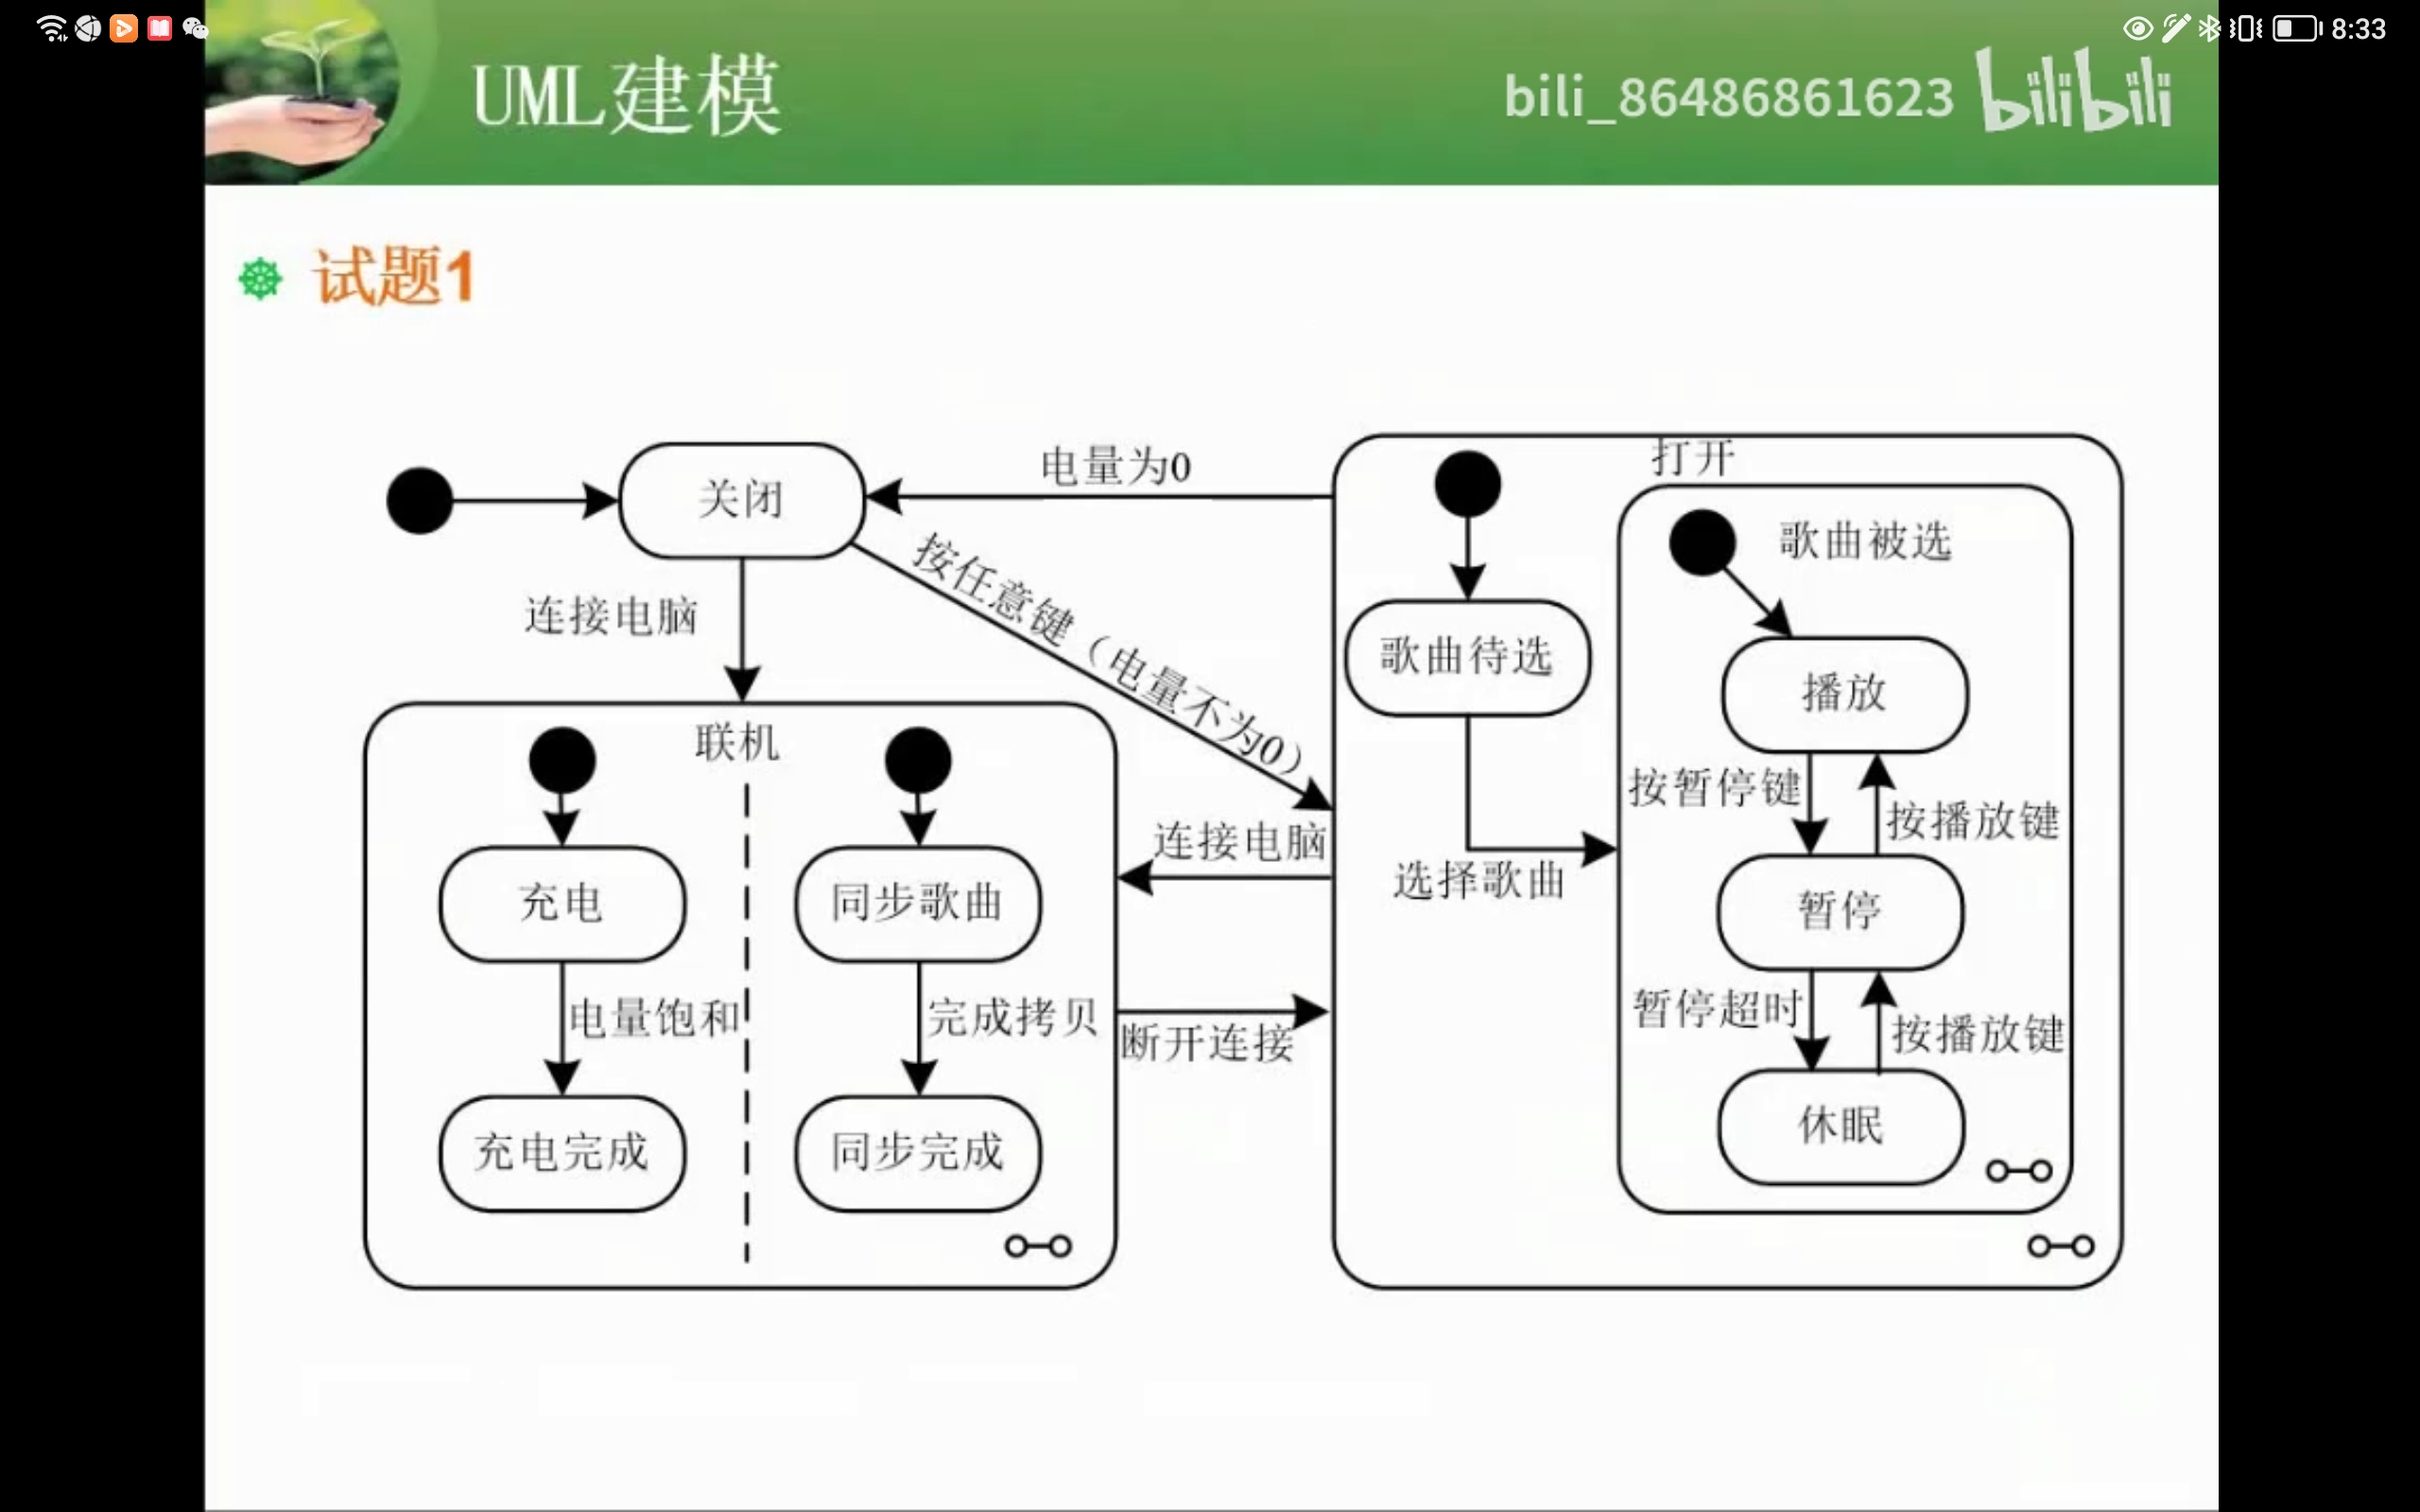 8:33
UML建模
bili_86486861623 bilibili
试题1
关闭
电量为0
打开
按任意键（电量不为0）
连接电脑
歌曲被选
歌曲待选
播放
联机
按暂停键
按播放键
连接电脑
选择歌曲
充电
同步歌曲
暂停
电量饱和
完成拷贝
断开连接
暂停超时
按播放键
充电完成
同步完成
休眠